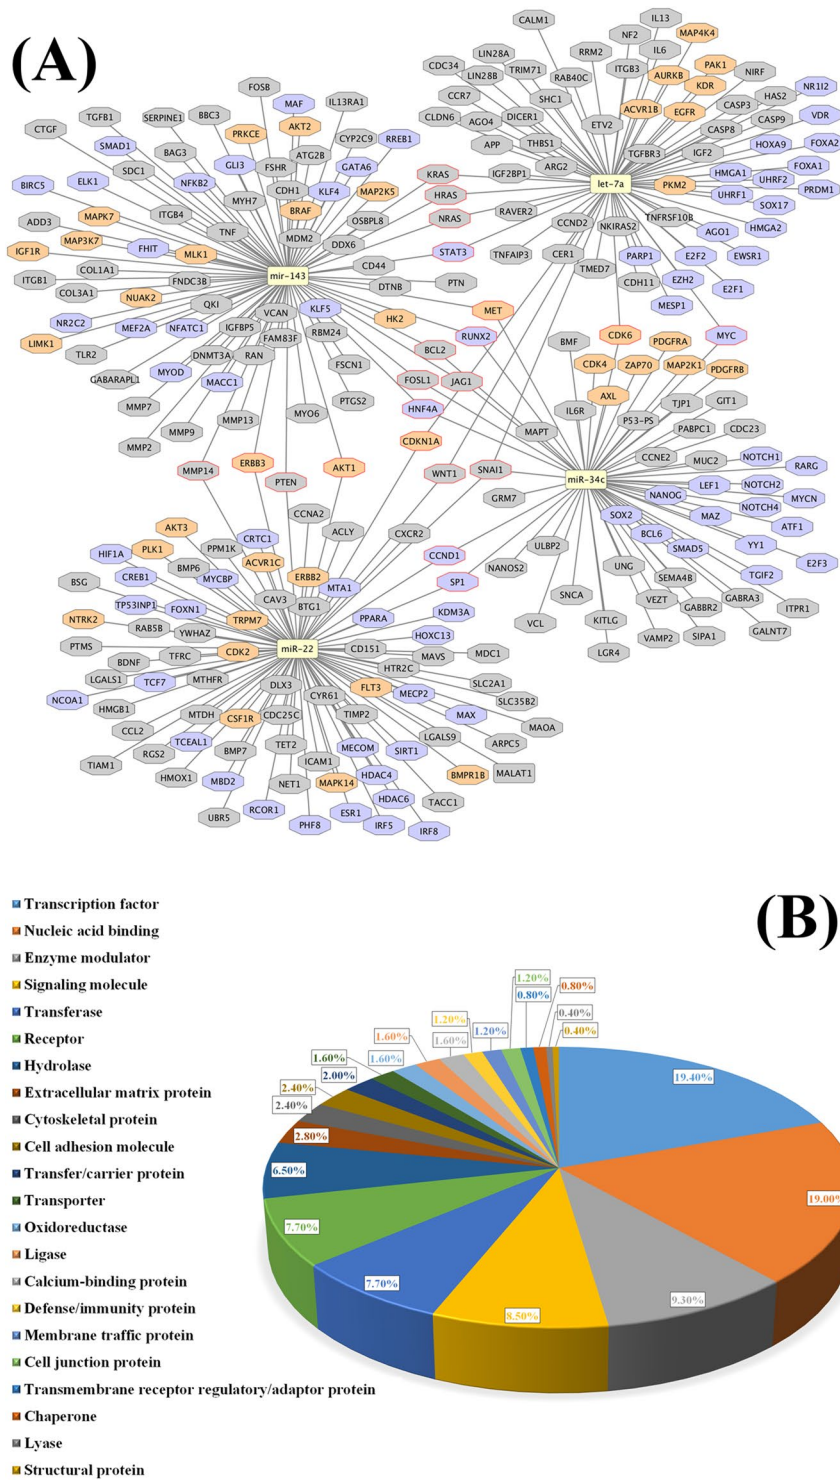 (A)
CALM1
IL13
NF2
MAP4K4
LIN28A
RRM2
IL6
CDC34
TRIM71
ITGB3
PAK1
LIN28B
RAB40C
AURKB
NIRF
CCR7
SHC1
KDR
NR1I2
HAS2
CLDN6
AGO4
DICER1
ACVR1B
EGFR
CASP3
VDR
ETV2
CASP9
APP
THBS1
CASP8
HOXA9
FOXA2
ARG2
TGFBR3
IGF2
IGF2BP1
let-7a
PKM2
HMGA1
UHRF2
FOXA1
UHRF1
PRDM1
SOX17
RAVER2
CCND2
NKIRAS2
TNFRSF10B
HMGA2
AGO1
TNFAIP3
CER1
PARP1
E2F2
EWSR1
TMED7
CDH11
EZH2
E2F1
MESP1
FOSB
MAF
IL13RA1
TGFB1
SERPINE1
BBC3
PRKCE
AKT2
CTGF
CYP2C9
RREB1
SMAD1
BAG3
ATG2B
GLI3
FSHR
GATA6
SDC1
NFKB2
CDH1
KLF4
MAP2K5
BIRC5
ELK1
MYH7
KRAS
HRAS
NRAS
BRAF
OSBPL8
ITGB4
MAPK7
ADD3
TNF
MDM2
DDX6
MAP3K7
FHIT
MLK1
STAT3
IGF1R
CD44
mir-143
ITGB1
COL1A1
FNDC3B
DTNB
PTN
COL3A1
NUAK2
QKI
VCAN
KLF5
HK2
MET
NR2C2
MEF2A
NFATC1
IGFBP5
RBM24
RUNX2
LIMK1
FAM83F
TLR2
DNMT3A
RAN
BCL2
MYOD
FSCN1
GABARAPL1
MACC1
FOSL1
JAG1
PTGS2
MMP7
MYO6
HNF4A
MMP13
MMP9
CDKN1A
MMP2
CDK6
MYC
BMF
PDGFRA
CDK4
ZAP70
MAP2K1
PDGFRB
AXL
IL6R
TJP1
GIT1
MAPT
P53-PS
PABPC1
CDC23
CCNE2
MUC2
NOTCH1
RARG
WNT1
SNAI1
miR-34c
LEF1
NOTCH2
GRM7
NANOG
MYCN
NOTCH4
SOX2
MAZ
ATF1
BCL6
YY1
SMAD5
E2F3
ULBP2
NANOS2
UNG
SEMA4B
TGIF2
GABRA3
ITPR1
SNCA
VEZT
GABBR2
VCL
KITLG
GALNT7
VAMP2
SIPA1
LGR4
MMP14
ERBB3
PTEN
AKT1
CCNA2
AKT3
CRTC1
ACLY
CXCR2
HIF1A
PLK1
PPM1K
CCND1
BMP6
ACVR1C
ERBB2
BSG
CREB1
MYCBP
MTA1
SP1
CAV3
TP53INP1
FOXN1
BTG1
NTRK2
TRPM7
PPARA
KDM3A
RAB5B
YWHAZ
HOXC13
PTMS
CDK2
miR-22
CD151
BDNF
TFRC
MAVS
MDC1
LGALS1
HTR2C
NCOA1
TCF7
MTHFR
SLC2A1
HMGB1
DLX3
FLT3
MECP2
SLC35B2
MTDH
CYR61
MAX
CCL2
CSF1R
CDC25C
TIMP2
MAOA
TCEAL1
LGALS9
TIAM1
RGS2
BMP7
TET2
MECOM
SIRT1
ARPC5
ICAM1
HMOX1
MBD2
NET1
MAPK14
HDAC4
BMPR1B
MALAT1
RCOR1
HDAC6
TACC1
UBR5
PHF8
ESR1
IRF5
IRF8
(B)
Transcription factor
Nucleic acid binding
Enzyme modulator
Signaling molecule
Transferase
Receptor
Hydrolase
Extracellular matrix protein
Cytoskeletal protein
Cell adhesion molecule
Transfer/carrier protein
Transporter
Oxidoreductase
Ligase
Calcium-binding protein
Defense/immunity protein
Membrane traffic protein
Cell junction protein
Transmembrane receptor regulatory/adaptor protein
Chaperone
Lyase
Structural protein
1.20%
0.80%
0.80%
1.20%
0.40%
1.60%
1.60%
1.20%
0.40%
1.60%
1.60%
2.00%
2.40%
2.40%
2.80%
6.50%
7.70%
7.70%
8.50%
9.30%
19.00%
19.40%